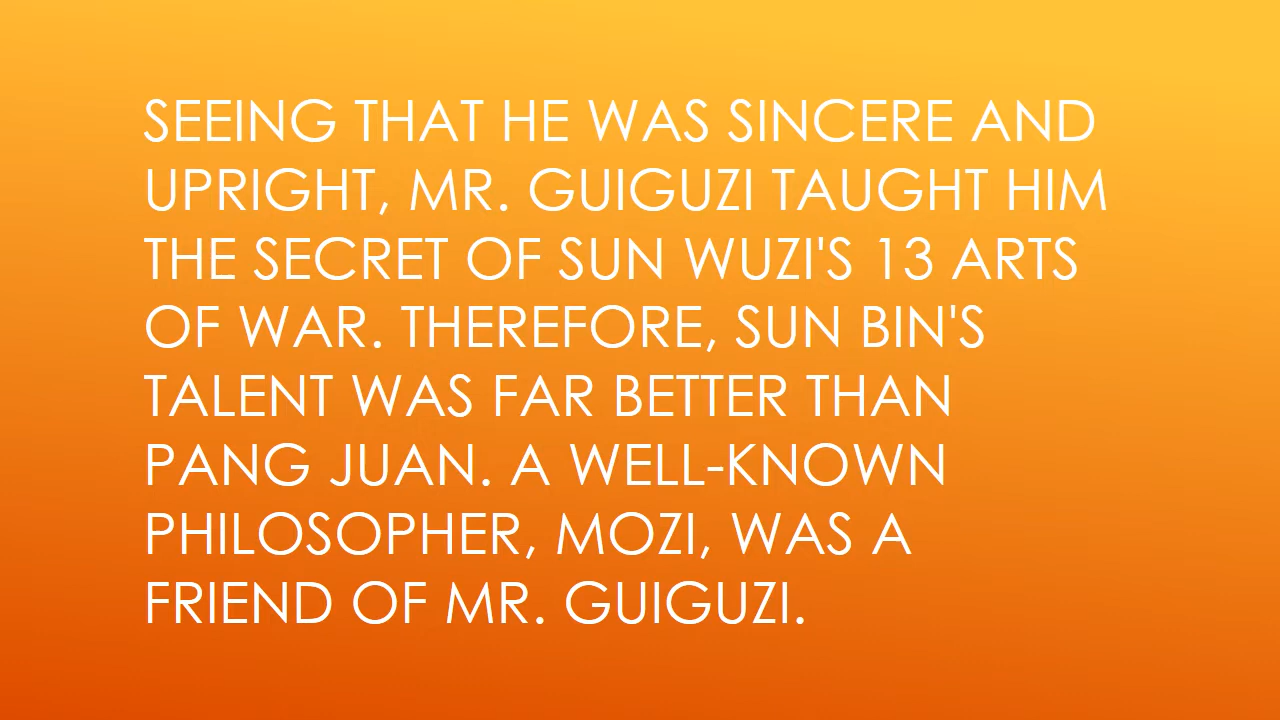 SEEING THAT HE WAS SINCERE AND
UPRIGHT, MR. GUIGUZI TAUGHT HIM
THE SECRET OF SUN WUZI'S 13 ARTS
OF WAR. THEREFORE, SUN BIN'S
TALENT WAS FAR BETTER THAN
PANG JUAN. A WELL-KNOWN
PHILOSOPHER, MOZI, WAS A
FRIEND OF MR. GUIGUZI.